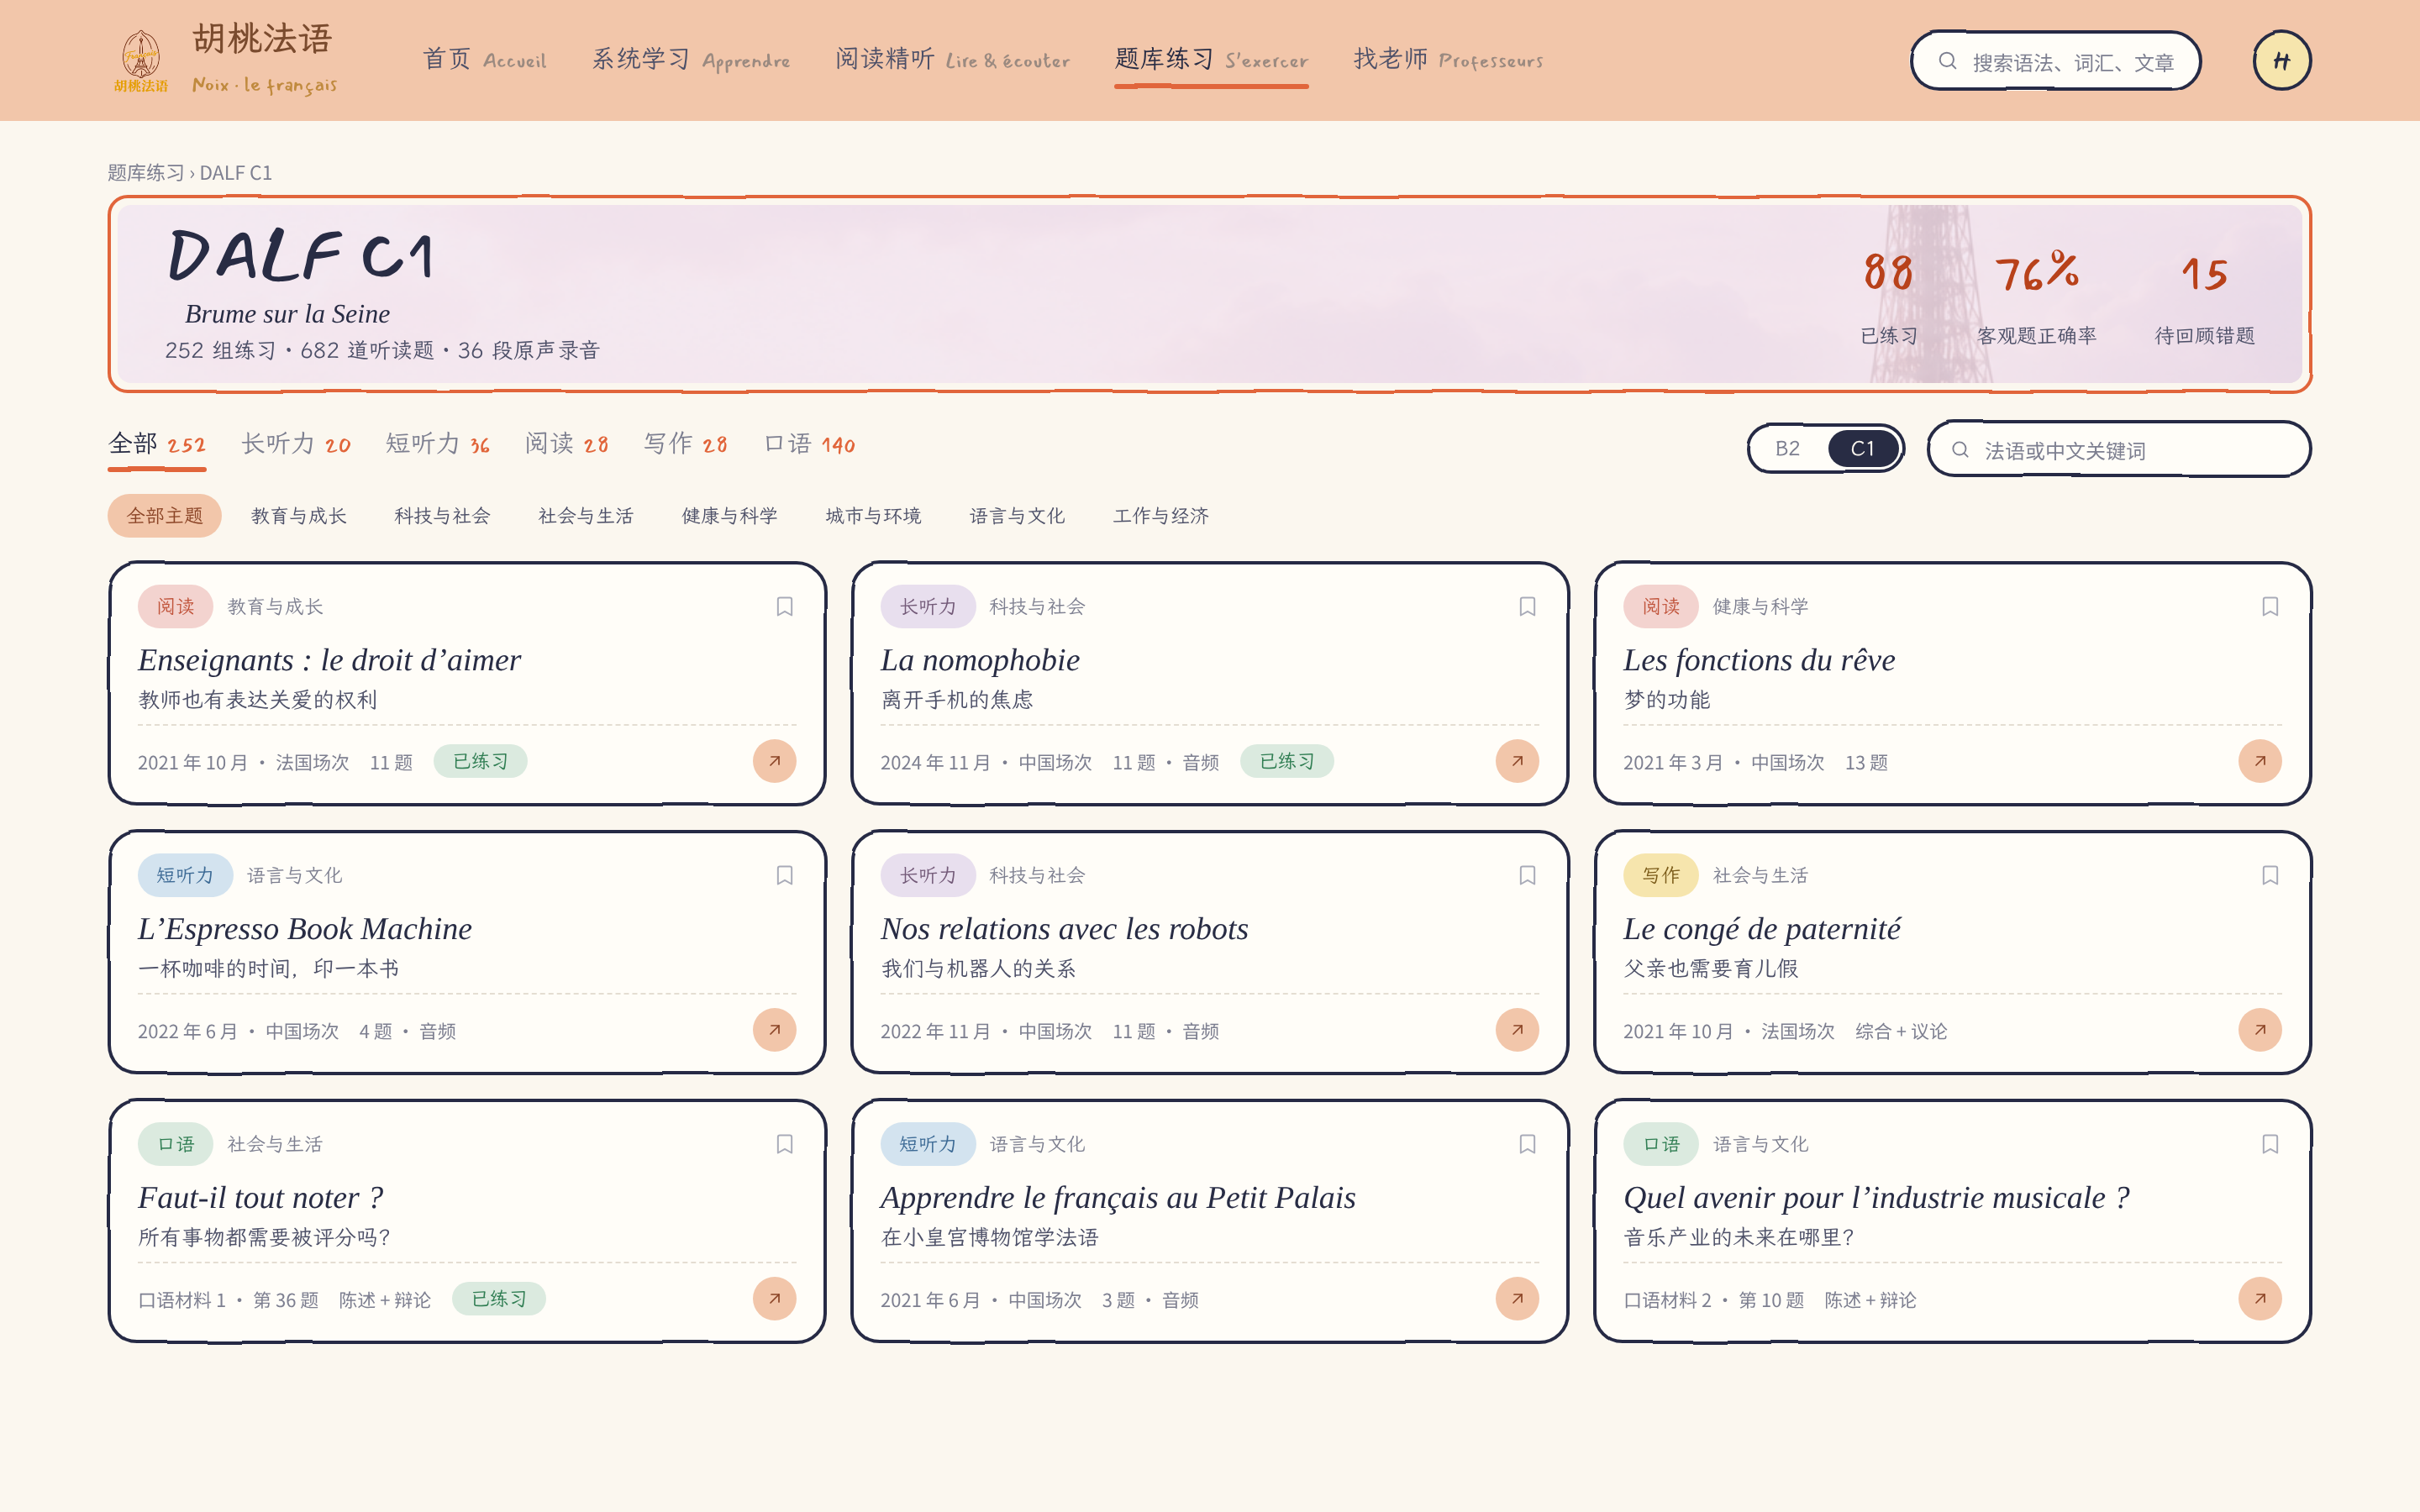 Français
胡桃法语
胡桃法语
Noix · le français
首页 Accueil
系统学习 Apprendre
阅读精听 Lire & écouter
题库练习 S'exercer
找老师 Professeurs
搜索语法、词汇、文章
H
题库练习 › DALF C1
DALF C1
Brume sur la Seine
252 组练习 · 682 道听读题 · 36 段原声录音
88
已练习
76%
客观题正确率
15
待回顾错题
全部 252
长听力 20
短听力 36
阅读 28
写作 28
口语 140
B2
C1
法语或中文关键词
全部主题
教育与成长
科技与社会
社会与生活
健康与科学
城市与环境
语言与文化
工作与经济
阅读 教育与成长
Enseignants : le droit d’aimer
教师也有表达关爱的权利
2021 年 10 月 · 法国场次 11 题 已练习
长听力 科技与社会
La nomophobie
离开手机的焦虑
2024 年 11 月 · 中国场次 11 题 · 音频 已练习
阅读 健康与科学
Les fonctions du rêve
梦的功能
2021 年 3 月 · 中国场次 13 题
短听力 语言与文化
L’Espresso Book Machine
一杯咖啡的时间，印一本书
2022 年 6 月 · 中国场次 4 题 · 音频
长听力 科技与社会
Nos relations avec les robots
我们与机器人的关系
2022 年 11 月 · 中国场次 11 题 · 音频
写作 社会与生活
Le congé de paternité
父亲也需要育儿假
2021 年 10 月 · 法国场次 综合 + 议论
口语 社会与生活
Faut-il tout noter ?
所有事物都需要被评分吗？
口语材料 1 · 第 36 题 陈述 + 辩论 已练习
短听力 语言与文化
Apprendre le français au Petit Palais
在小皇宫博物馆学法语
2021 年 6 月 · 中国场次 3 题 · 音频
口语 语言与文化
Quel avenir pour l’industrie musicale ?
音乐产业的未来在哪里？
口语材料 2 · 第 10 题 陈述 + 辩论